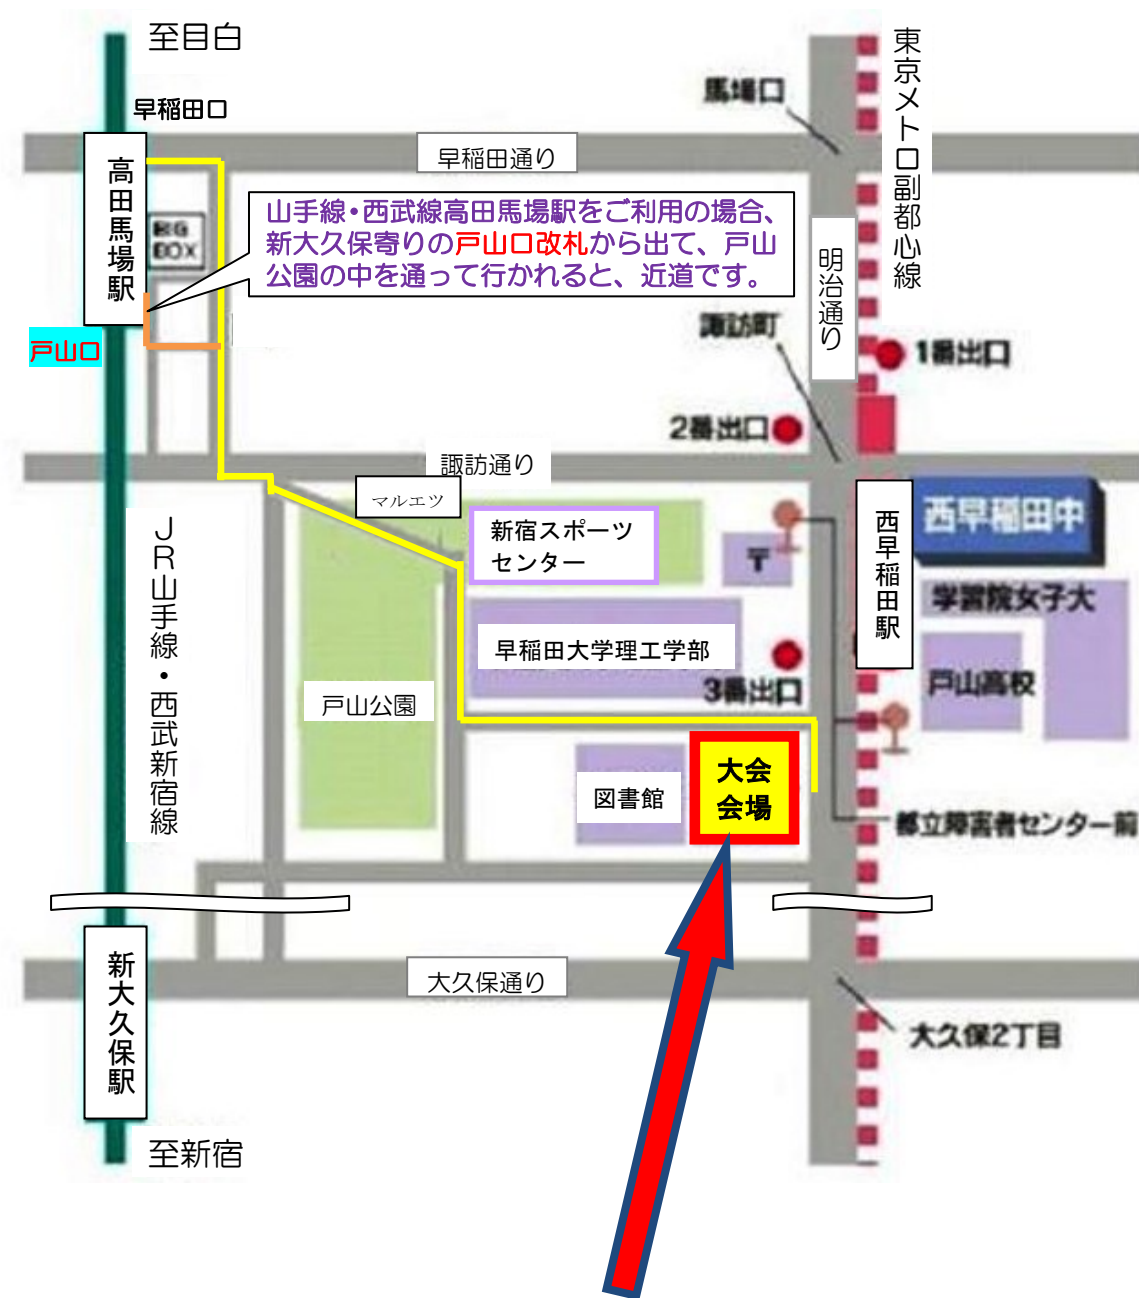 至目白
早稲田口
高田馬場駅
BIG
BOX
早稲田通り
馬場口
東京メトロ副都心線
山手線・西武線高田馬場駅をご利用の場合、
新大久保寄りの戸山口改札から出て、戸山
公園の中を通って行かれると、近道です。
明治通り
戸山口
諏訪町
1番出口
2番出口
諏訪通り
マルエツ
新宿スポーツ
センター
〒
西早稲田駅
西早稲田中
学習院女子大
戸山高校
早稲田大学理工学部
3番出口
戸山公園
JR山手線・西武新宿線
図書館
大会
会場
都立障害者センター前
新大久保駅
大久保通り
大久保2丁目
至新宿